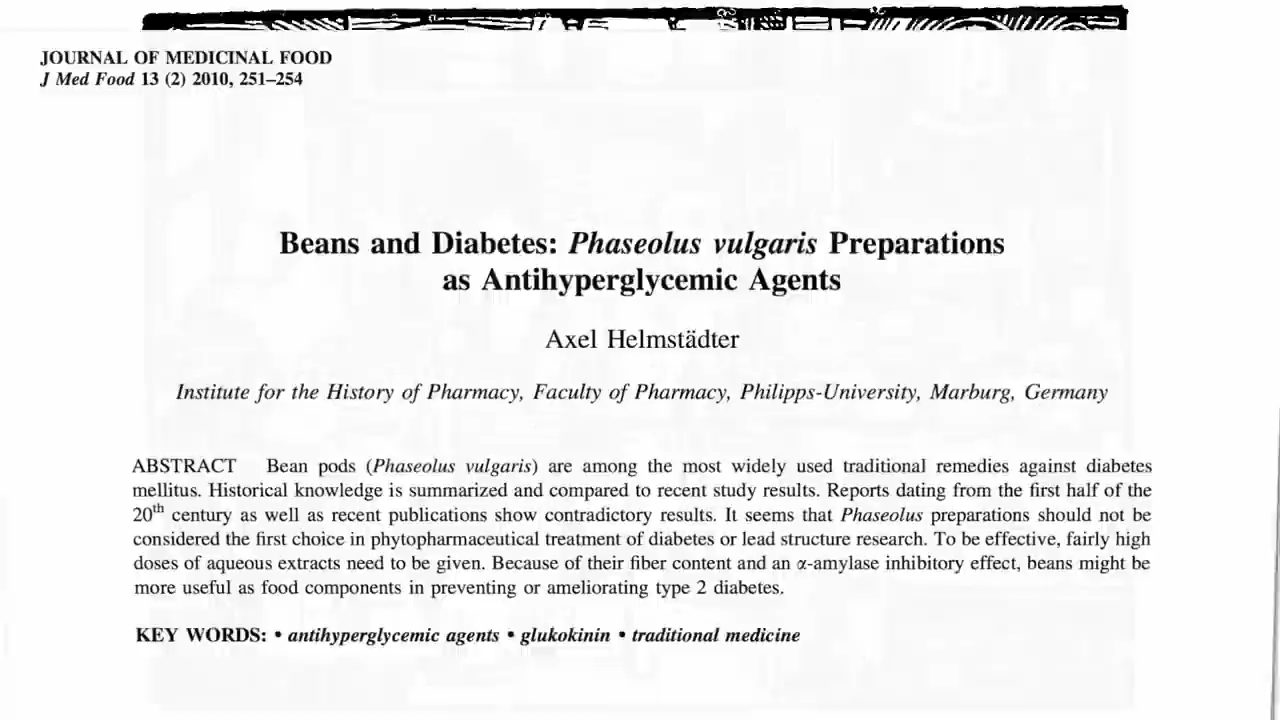 JOURNAL OF MEDICINAL FOOD
J Med Food 13 (2) 2010, 251–254
Beans and Diabetes: Phaseolus vulgaris Preparations
as Antihyperglycemic Agents
Axel Helmstädter
Institute for the History of Pharmacy, Faculty of Pharmacy, Philipps-University, Marburg, Germany
ABSTRACT Bean pods (Phaseolus vulgaris) are among the most widely used traditional remedies against diabetes
mellitus. Historical knowledge is summarized and compared to recent study results. Reports dating from the first half of the
20th century as well as recent publications show contradictory results. It seems that Phaseolus preparations should not be
considered the first choice in phytopharmaceutical treatment of diabetes or lead structure research. To be effective, fairly high
doses of aqueous extracts need to be given. Because of their fiber content and an α-amylase inhibitory effect, beans might be
more useful as food components in preventing or ameliorating type 2 diabetes.
KEY WORDS: • antihyperglycemic agents • glukokinin • traditional medicine